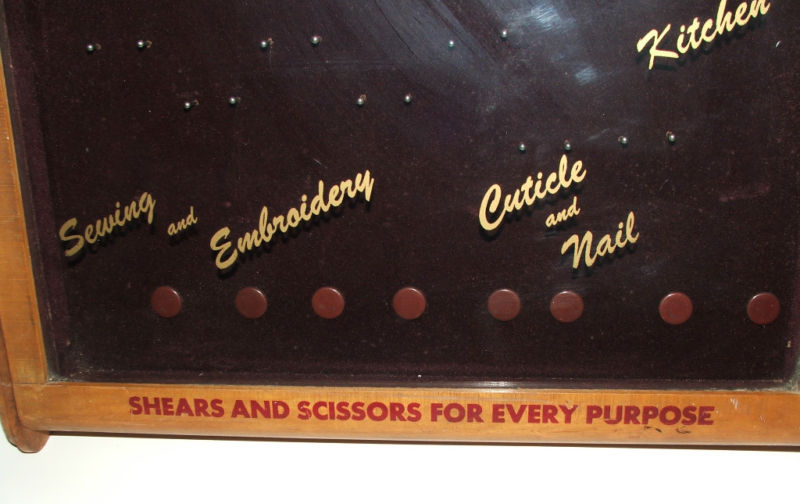 Kitchen
Sewing and Embroidery
Cuticle
and
Nail
SHEARS AND SCISSORS FOR EVERY PURPOSE